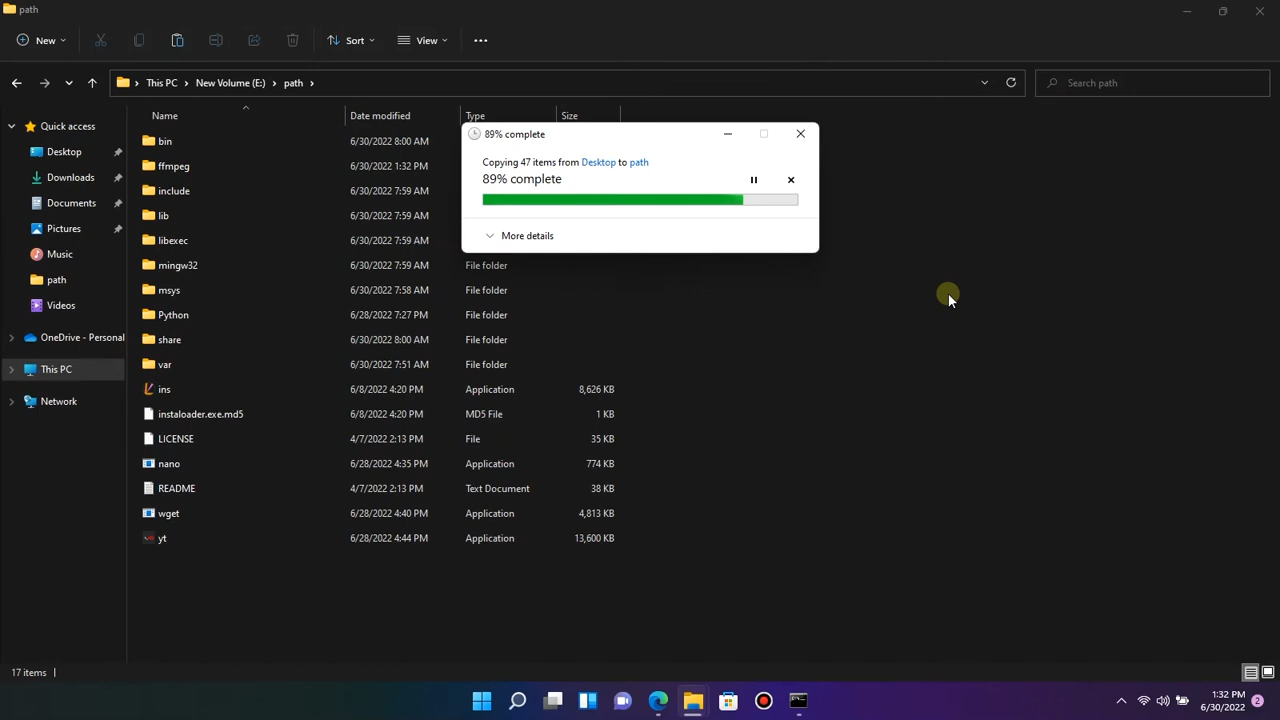 path
New
Sort
View
This PC
New Volume (E:)
path
Search path
Quick access
Desktop
Downloads
Documents
Pictures
Music
path
Videos
OneDrive - Personal
This PC
Network
Name
Date modified
Type
Size
bin 6/30/2022 8:00 AM
ffmpeg 6/30/2022 1:32 PM
include 6/30/2022 7:59 AM
lib 6/30/2022 7:59 AM
libexec 6/30/2022 7:59 AM
mingw32 6/30/2022 7:59 AM File folder
msys 6/30/2022 7:58 AM File folder
Python 6/28/2022 7:27 PM File folder
share 6/30/2022 8:00 AM File folder
var 6/30/2022 7:51 AM File folder
ins 6/8/2022 4:20 PM Application 8,626 KB
instaloader.exe.md5 6/8/2022 4:20 PM MD5 File 1 KB
LICENSE 4/7/2022 2:13 PM File 35 KB
nano 6/28/2022 4:35 PM Application 774 KB
README 4/7/2022 2:13 PM Text Document 38 KB
wget 6/28/2022 4:40 PM Application 4,813 KB
yt 6/28/2022 4:44 PM Application 13,600 KB
89% complete
Copying 47 items from Desktop to path
89% complete
More details
17 items
1:32 PM
6/30/2022
2